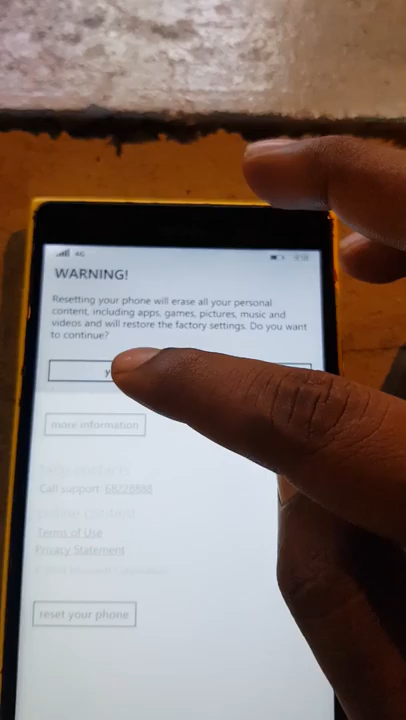 4G
WARNING!
Resetting your phone will erase all your personal
content, including apps, games, pictures, music and
videos and will restore the factory settings. Do you want
to continue?
more information
Call support: 68228888
Terms of Use
Privacy Statement
reset your phone